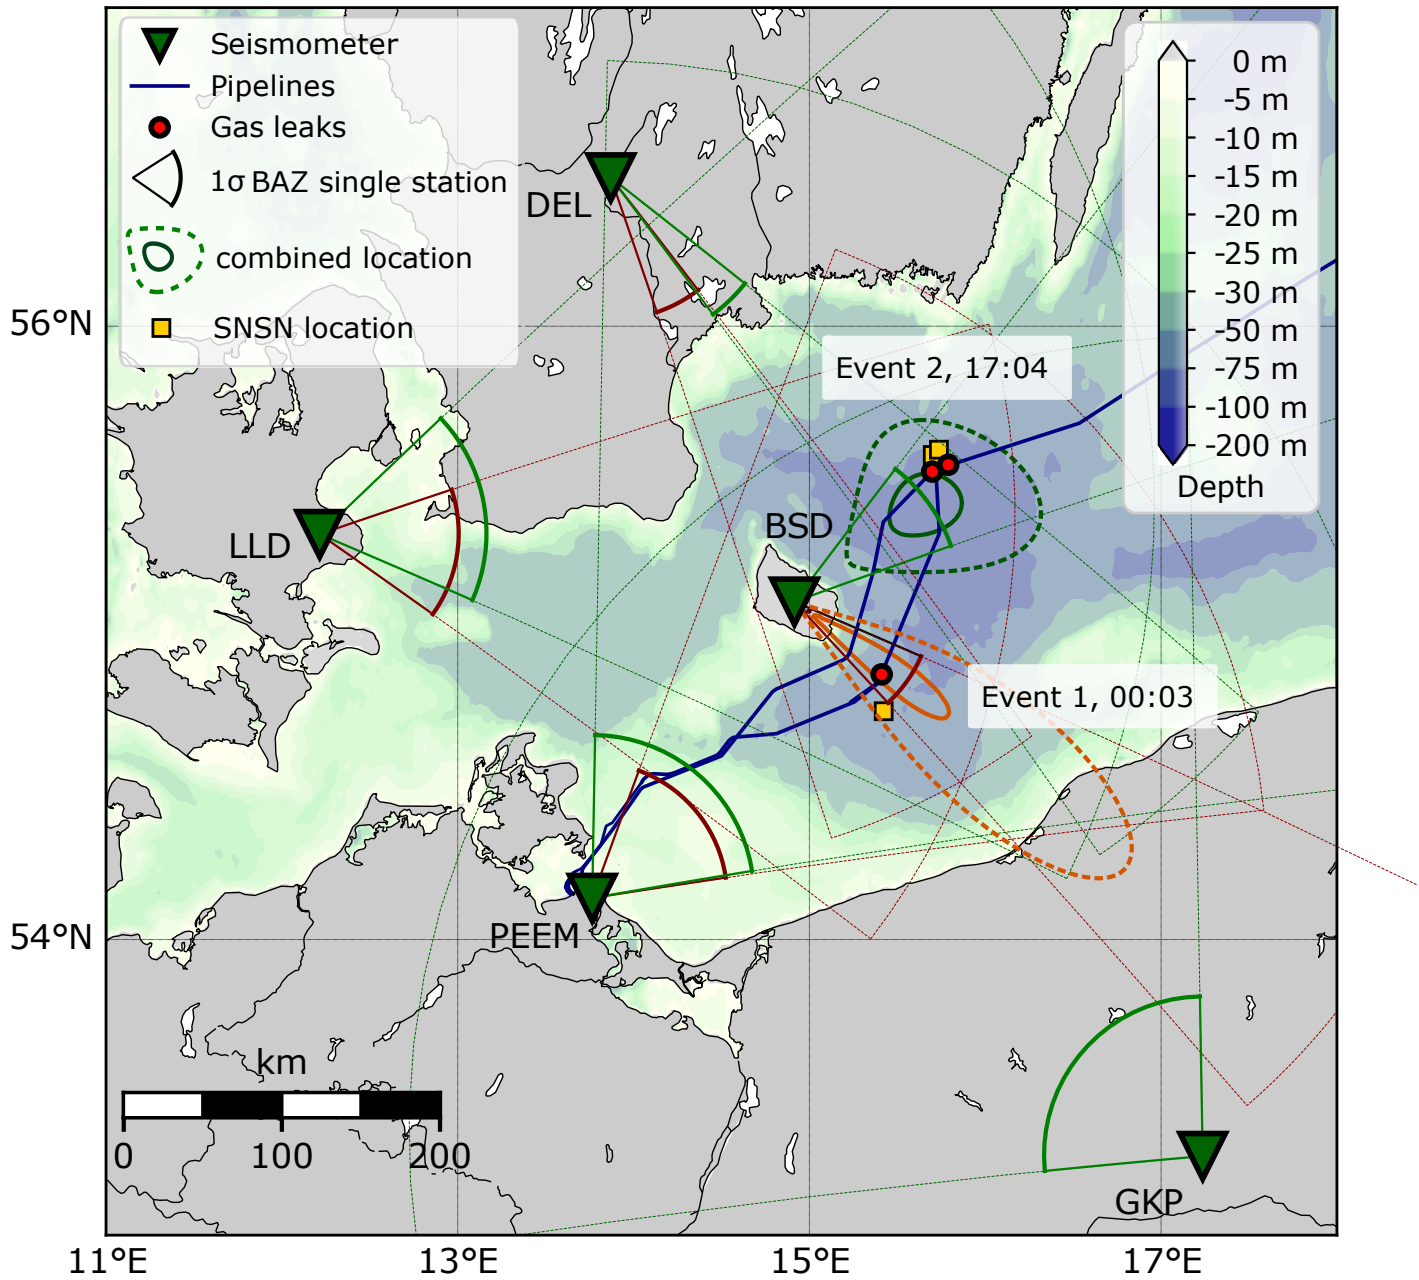 Seismometer
Pipelines
Gas leaks
1σ BAZ single station
combined location
SNSN location
0 m
-5 m
-10 m
-15 m
-20 m
-25 m
-30 m
-50 m
-75 m
-100 m
-200 m
Depth
DEL
56°N
Event 2, 17:04
BSD
LLD
Event 1, 00:03
PEEM
54°N
km
0 100 200
GKP
11°E 13°E 15°E 17°E